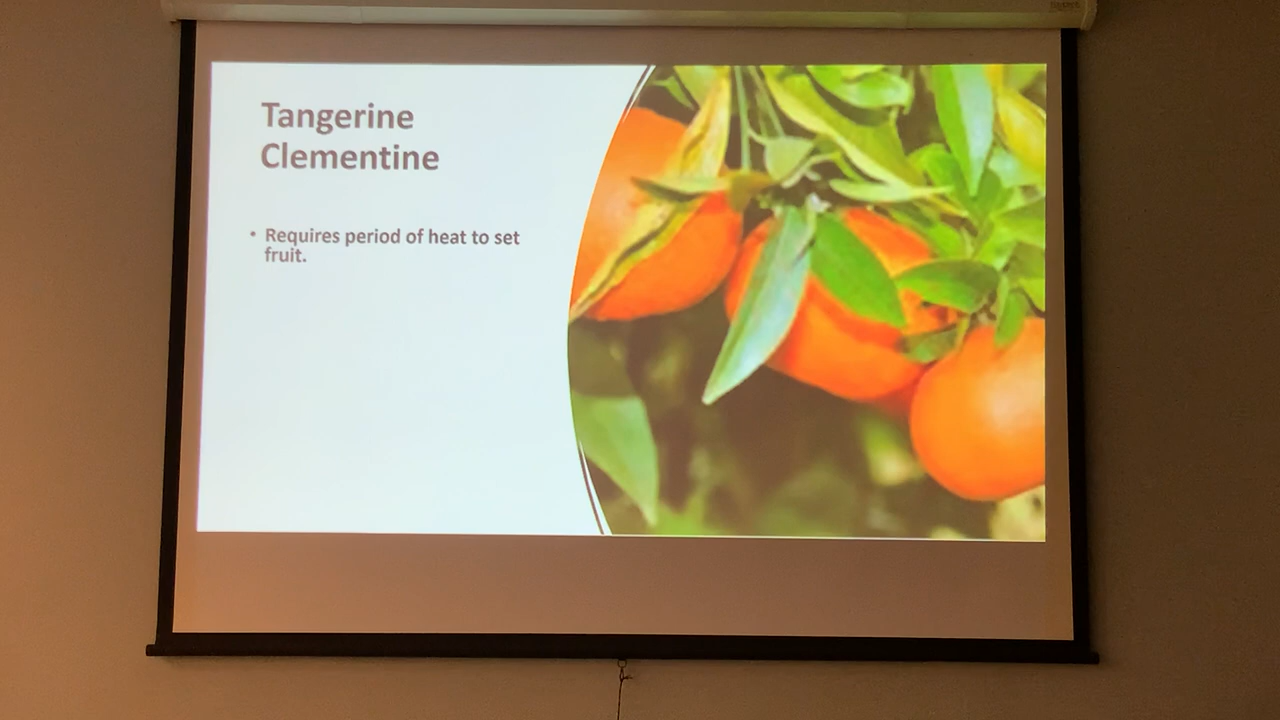 Tangerine
Clementine
• Requires period of heat to set
fruit.